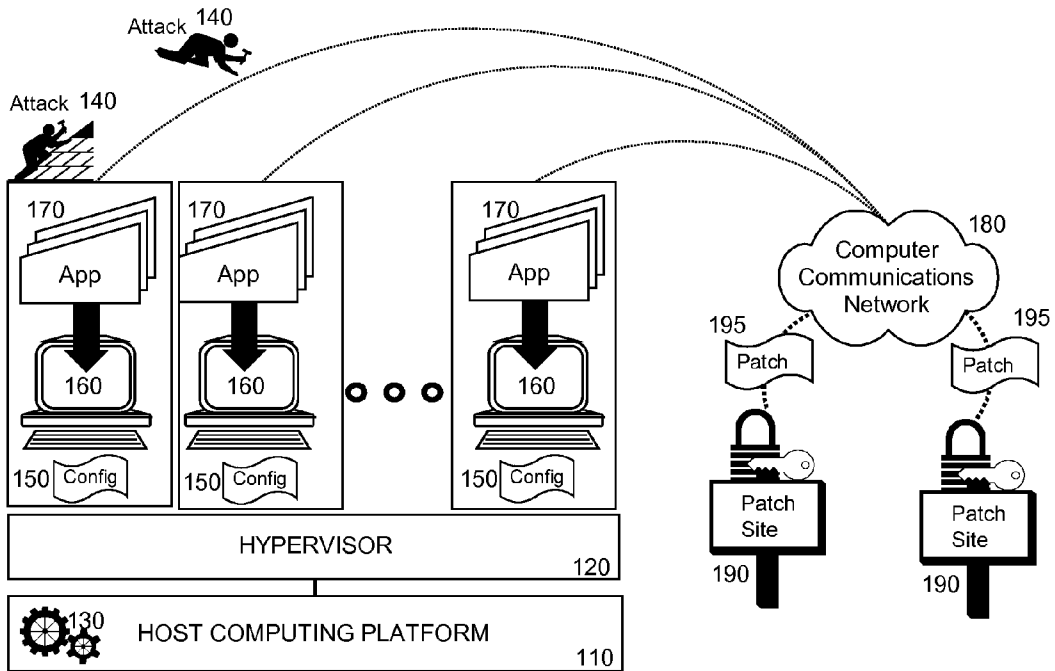 Attack 140
Attack 140
170
170
170
App
App
App
160
160
160
150 Config
150 Config
150 Config
HYPERVISOR
120
130
HOST COMPUTING PLATFORM
110
180
Computer
Communications
Network
195
195
Patch
Patch
Patch
Site
190
Patch
Site
190